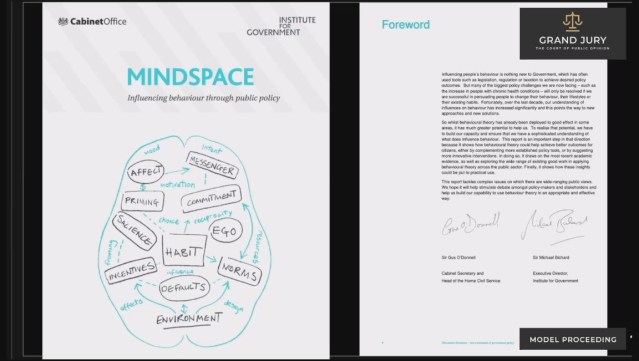 CabinetOffice
INSTITUTE
FOR
GOVERNMENT
MINDSPACE
Influencing behaviour through public policy
mood
intent
AFFECT
MESSENGER
motivation
PRIMING
COMMITMENT
choice
SALIENCE
EGO
HABIT
framing
INCENTIVES
influence
NORMS
DEFAULTS
effects
design
ENVIRONMENT
Foreword
Influencing people's behaviour is nothing new to Government, which has often
used tools such as legislation, regulation or taxation to achieve desired policy
outcomes. But many of the biggest policy challenges we are now facing – such as
the increase in people with chronic health conditions – will only be resolved if we
are successful in persuading people to change their behaviour, their lifestyles or
their existing habits. Fortunately, over the last decade, our understanding of
influences on behaviour has increased significantly and this points the way to new
approaches and new solutions.
So whilst behavioural theory has already been deployed to good effect in some
areas, it has much greater potential to help us. To realise that potential, we have
to build our capacity and ensure that we have a sophisticated understanding of
what does influence behaviour. This report is an important step in that direction
because it shows how behavioural theory could help achieve better outcomes for
citizens, either by complementing more established policy tools, or by suggesting
more innovative interventions. In doing so, it draws on the most recent academic
evidence, as well as exploring the wide range of existing good work in applying
behavioural theory across the public sector. Finally, it shows how these insights
could be put to practical use.
This report tackles complex issues on which there are wide-ranging public views.
We hope it will help stimulate debate amongst policy-makers and stakeholders and
help us build our capability to use behaviour theory in an appropriate and effective
way.
Gus O'Donnell
Michael Bichard
Sir Gus O'Donnell
Sir Michael Bichard
Cabinet Secretary and
Head of the Home Civil Service
Executive Director,
Institute for Government
GRAND JURY
THE COURT OF PUBLIC OPINION
MODEL PROCEEDING